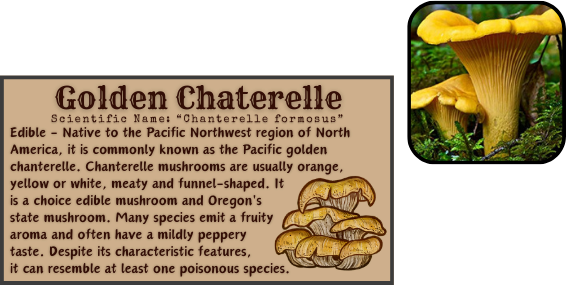 Golden Chaterelle
Scientific Name: "Chanterelle formosus"
Edible - Native to the Pacific Northwest region of North
America, it is commonly known as the Pacific golden
chanterelle. Chanterelle mushrooms are usually orange,
yellow or white, meaty and funnel-shaped. It
is a choice edible mushroom and Oregon's
state mushroom. Many species emit a fruity
aroma and often have a mildly peppery
taste. Despite its characteristic features,
it can resemble at least one poisonous species.